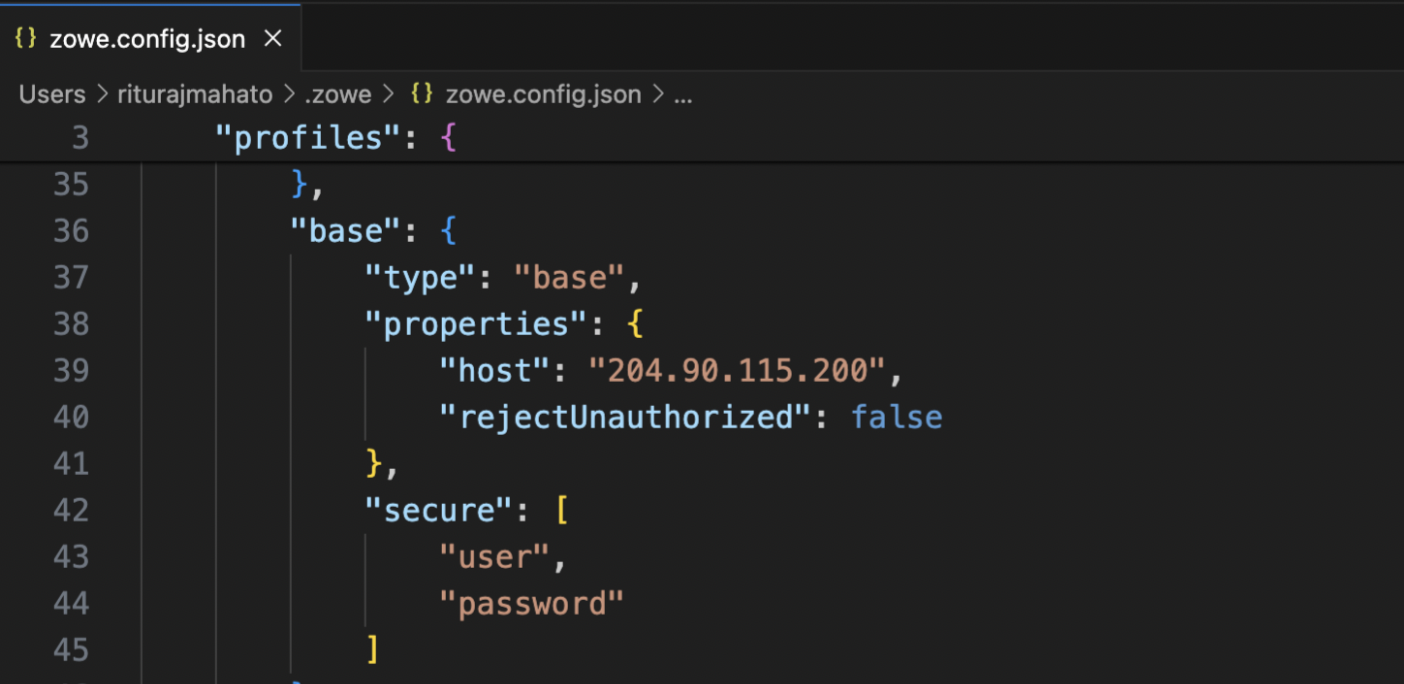 {} zowe.config.json ×
Users > riturajmahato > .zowe > {} zowe.config.json > ...
3 "profiles": {
35 },
36 "base": {
37 "type": "base",
38 "properties": {
39 "host": "204.90.115.200",
40 "rejectUnauthorized": false
41 },
42 "secure": [
43 "user",
44 "password"
45 ]